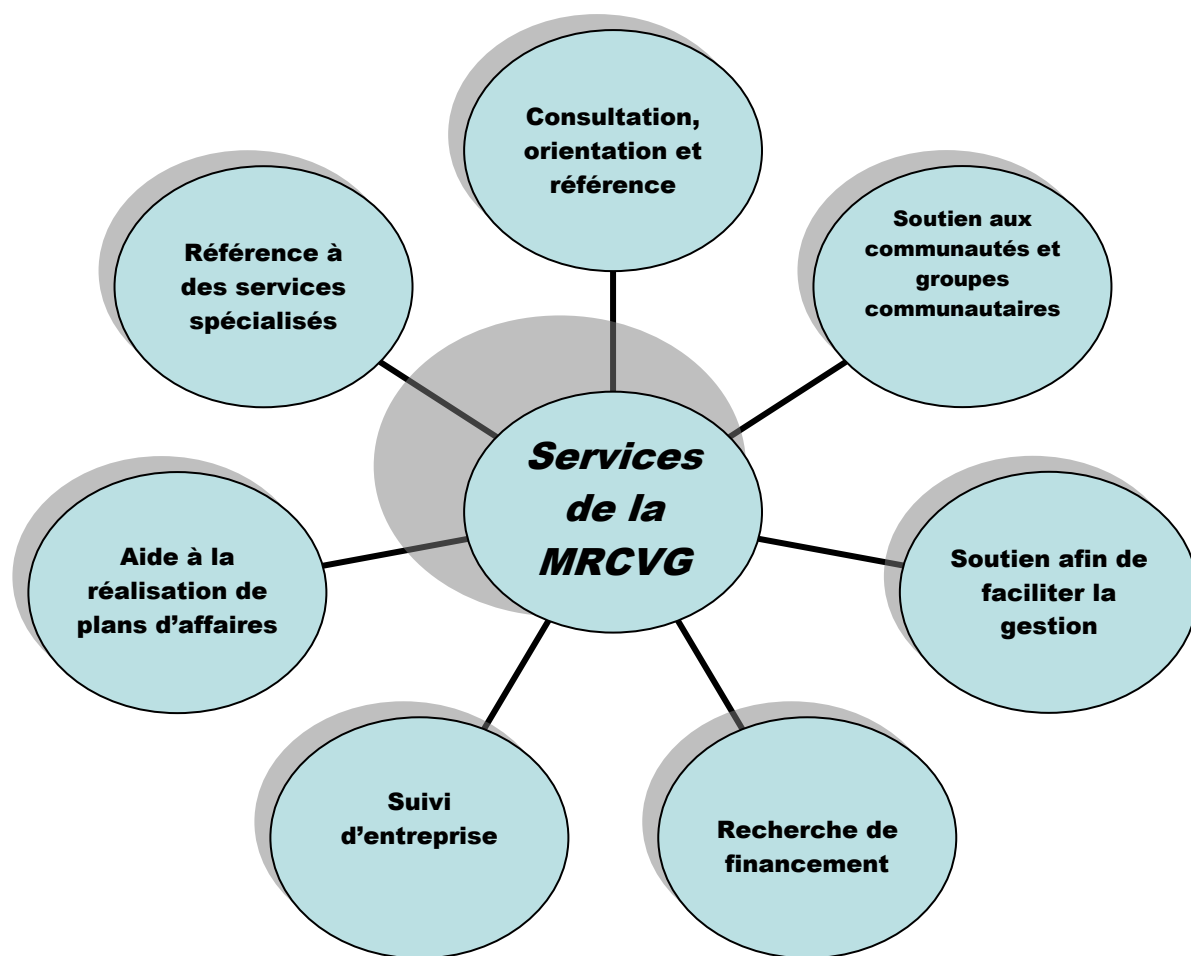 Consultation,
orientation et
référence
Soutien aux
communautés et
groupes
communautaires
Référence à
des services
spécialisés
Services
de la
MRCVG
Aide à la
réalisation de
plans d’affaires
Soutien afin de
faciliter la
gestion
Suivi
d’entreprise
Recherche de
financement